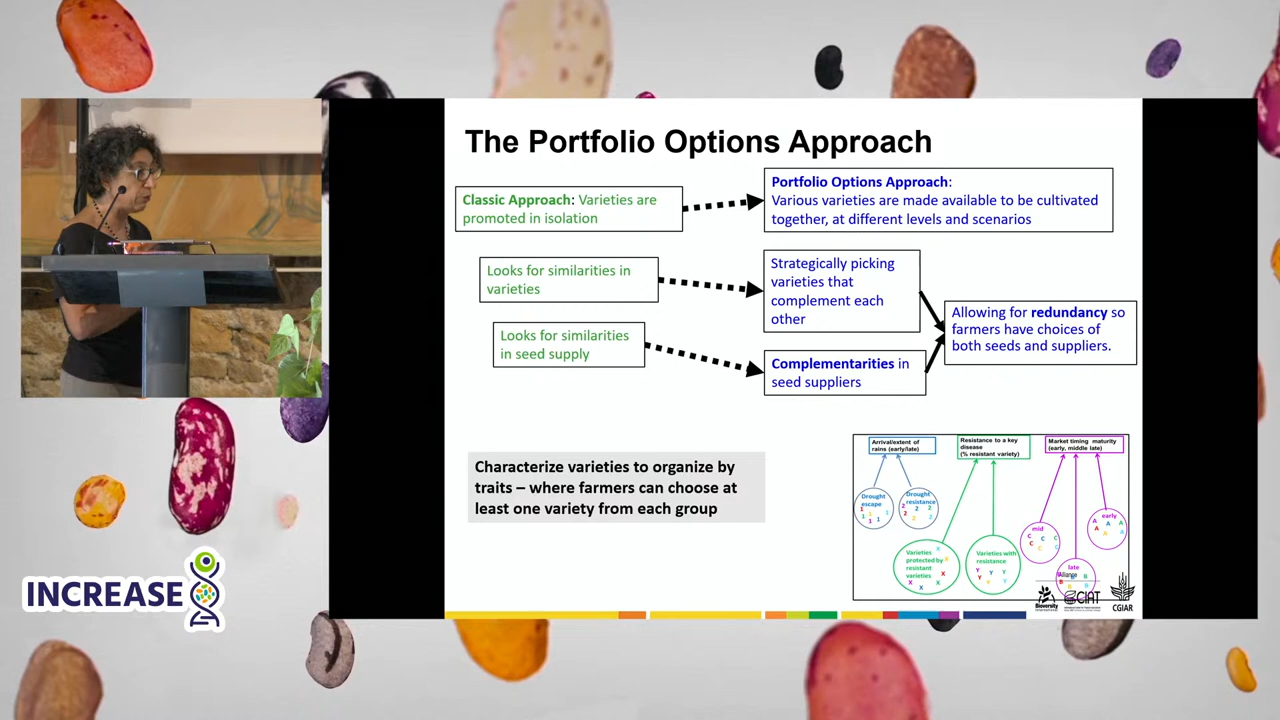 The Portfolio Options Approach
Classic Approach: Varieties are
promoted in isolation
Portfolio Options Approach:
Various varieties are made available to be cultivated
together, at different levels and scenarios
Looks for similarities in
varieties
Strategically picking
varieties that
complement each
other
Looks for similarities
in seed supply
Complementarities in
seed suppliers
Allowing for redundancy so
farmers have choices of
both seeds and suppliers.
Characterize varieties to organize by
traits – where farmers can choose at
least one variety from each group
Arrival/extent of
rains (early/late)
Resistance to a key
disease
(% resistant variety)
Market timing maturity
(early, middle late)
Drought
escape
Drought
resistance
Varieties
protected by
resistant
varieties
Varieties with
resistance
mid
late
early
Alliance
Bioversity
CIAT
CGIAR
INCREASE